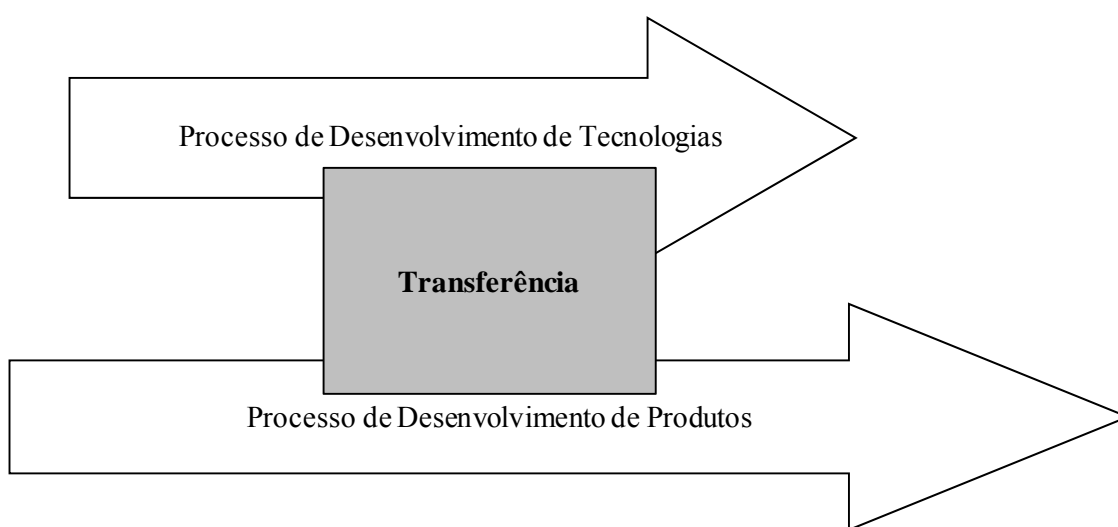 Processo de Desenvolvimento de Tecnologias
Transferência
Processo de Desenvolvimento de Produtos